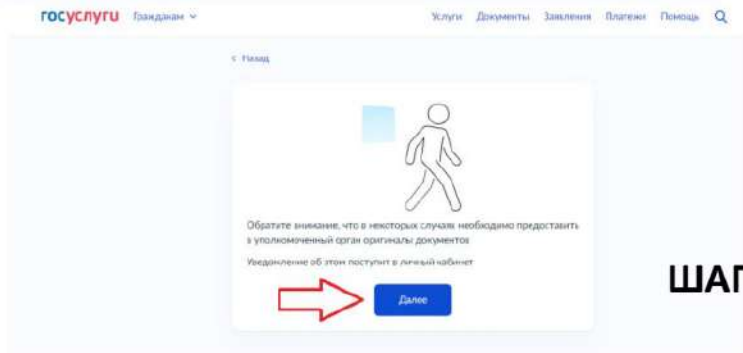 госуслуги Гражданам Услуги Документы Заявления Платежи Помощь
< Назад
Обратите внимание, что в некоторых случаях необходимо предоставить
в уполномоченный орган оригиналы документов
Уведомление об этом поступит в личный кабинет
Далее
ШАГ